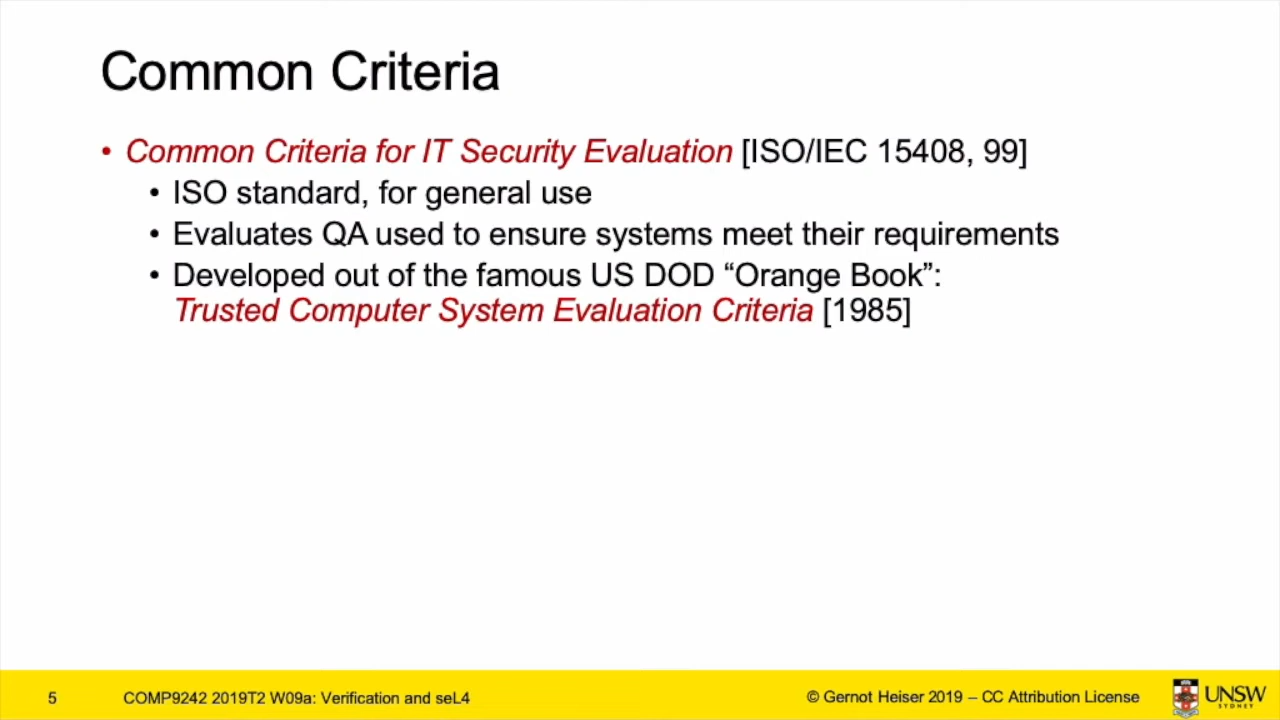 Common Criteria
• Common Criteria for IT Security Evaluation [ISO/IEC 15408, 99]
• ISO standard, for general use
• Evaluates QA used to ensure systems meet their requirements
• Developed out of the famous US DOD “Orange Book”:
Trusted Computer System Evaluation Criteria [1985]
5
COMP9242 2019T2 W09a: Verification and seL4
© Gernot Heiser 2019 – CC Attribution License
UNSW
SYDNEY